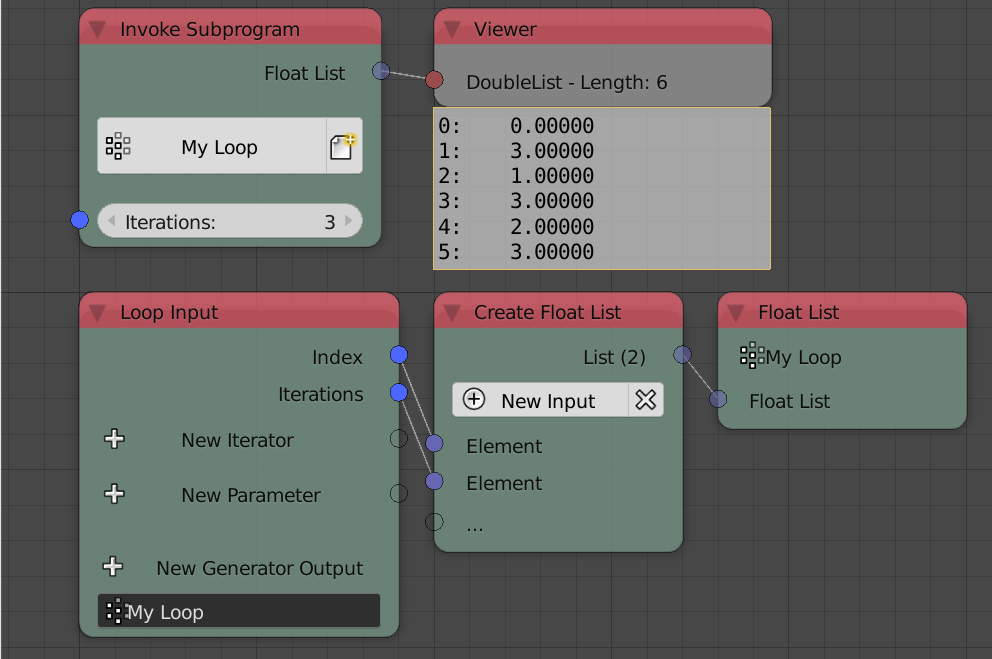 Invoke Subprogram
Float List
My Loop
Iterations: 3
Viewer
DoubleList - Length: 6
0: 0.00000
1: 3.00000
2: 1.00000
3: 3.00000
4: 2.00000
5: 3.00000
Loop Input
Index
Iterations
New Iterator
New Parameter
New Generator Output
My Loop
Create Float List
List (2)
New Input
Element
Element
...
Float List
My Loop
Float List